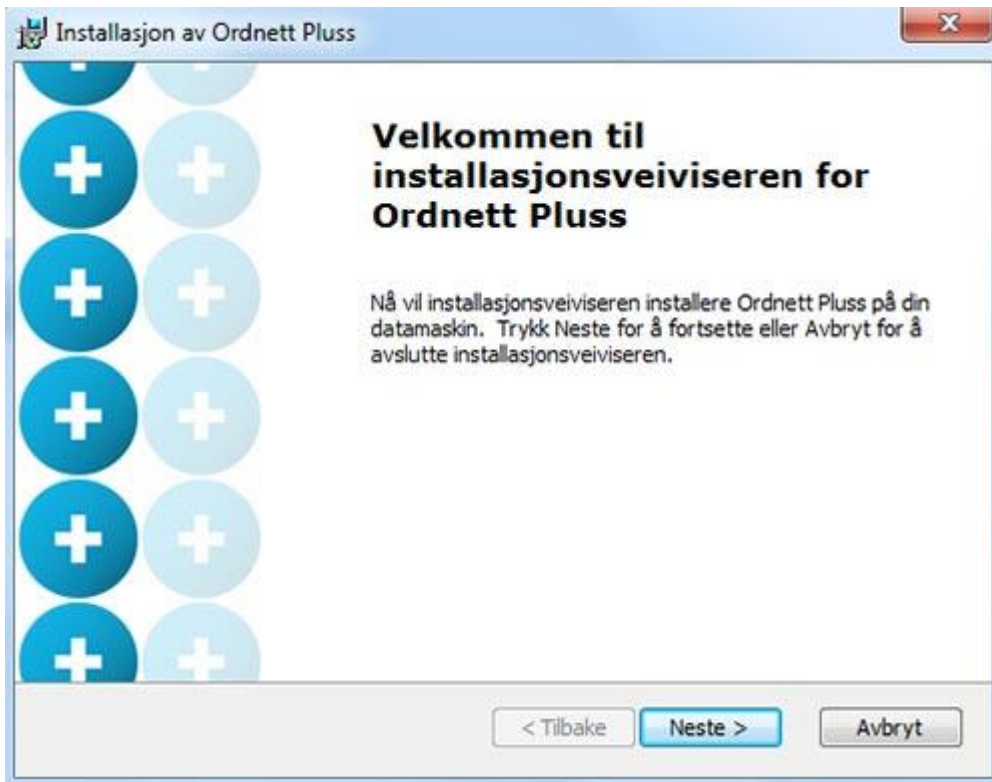 Installasjon av Ordnett Pluss
Velkommen til
installasjonsveiviseren for
Ordnett Pluss
Nå vil installasjonsveiviseren installere Ordnett Pluss på din
datamaskin. Trykk Neste for å fortsette eller Avbryt for å
avslutte installasjonsveiviseren.
< Tilbake Neste > Avbryt